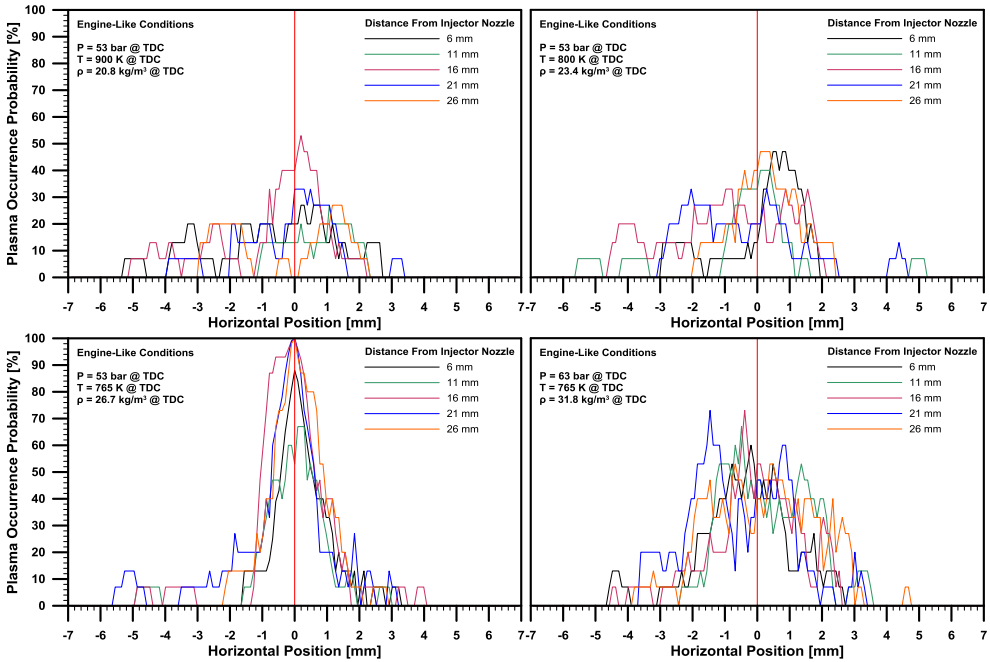 Plasma Occurrence Probability [%]
100
90
80
70
60
50
40
30
20
10
0
Engine-Like Conditions
P = 53 bar @ TDC
T = 900 K @ TDC
ρ = 20.8 kg/m³ @ TDC
Distance From Injector Nozzle
6 mm
11 mm
16 mm
21 mm
26 mm
-7 -6 -5 -4 -3 -2 -1 0 1 2 3 4 5 6 7
Horizontal Position [mm]
Engine-Like Conditions
P = 53 bar @ TDC
T = 800 K @ TDC
ρ = 23.4 kg/m³ @ TDC
Distance From Injector Nozzle
6 mm
11 mm
16 mm
21 mm
26 mm
-7 -6 -5 -4 -3 -2 -1 0 1 2 3 4 5 6 7
Horizontal Position [mm]
Plasma Occurrence Probability [%]
100
90
80
70
60
50
40
30
20
10
0
Engine-Like Conditions
P = 53 bar @ TDC
T = 765 K @ TDC
ρ = 26.7 kg/m³ @ TDC
Distance From Injector Nozzle
6 mm
11 mm
16 mm
21 mm
26 mm
-7 -6 -5 -4 -3 -2 -1 0 1 2 3 4 5 6 7
Horizontal Position [mm]
Engine-Like Conditions
P = 63 bar @ TDC
T = 765 K @ TDC
ρ = 31.8 kg/m³ @ TDC
Distance From Injector Nozzle
6 mm
11 mm
16 mm
21 mm
26 mm
-7 -6 -5 -4 -3 -2 -1 0 1 2 3 4 5 6 7
Horizontal Position [mm]